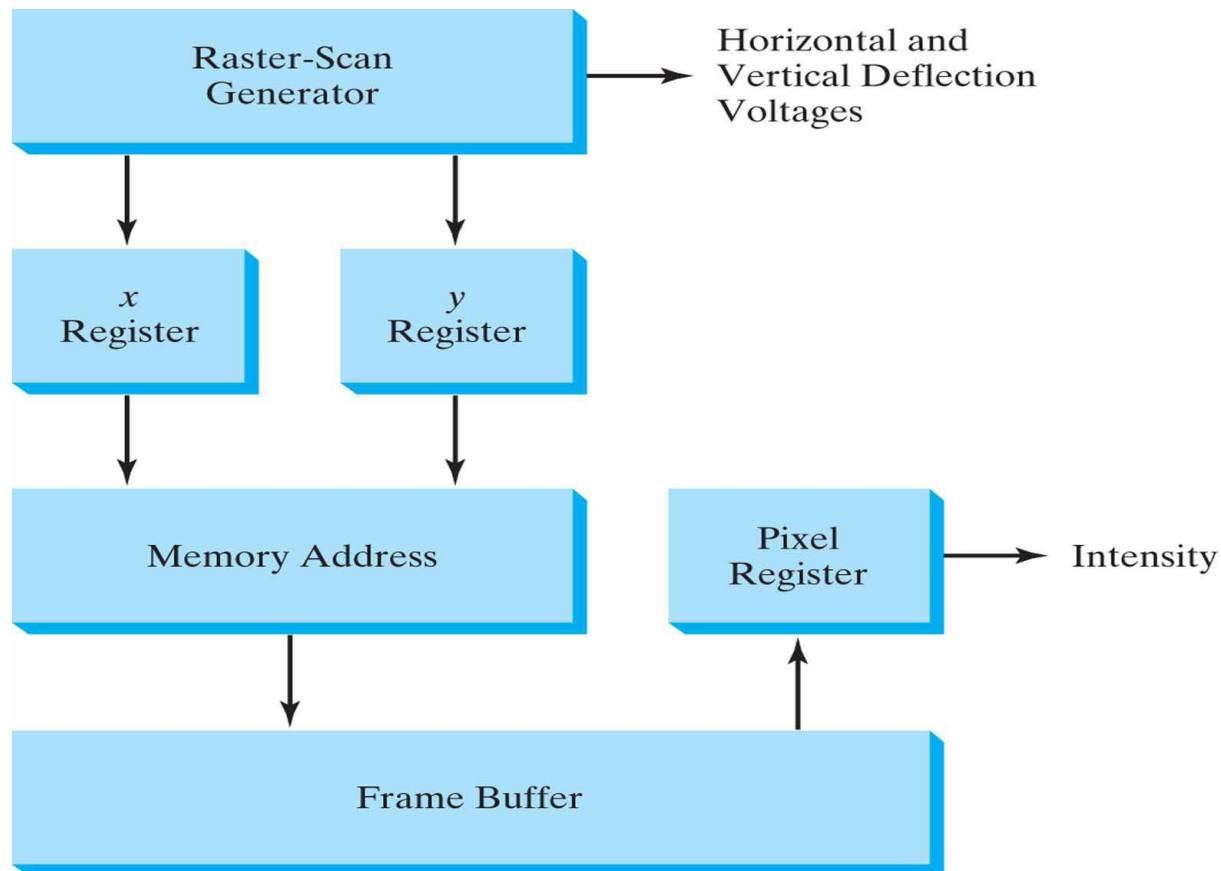 Raster-Scan
Generator
Horizontal and
Vertical Deflection
Voltages
x
Register
y
Register
Memory Address
Pixel
Register
Intensity
Frame Buffer